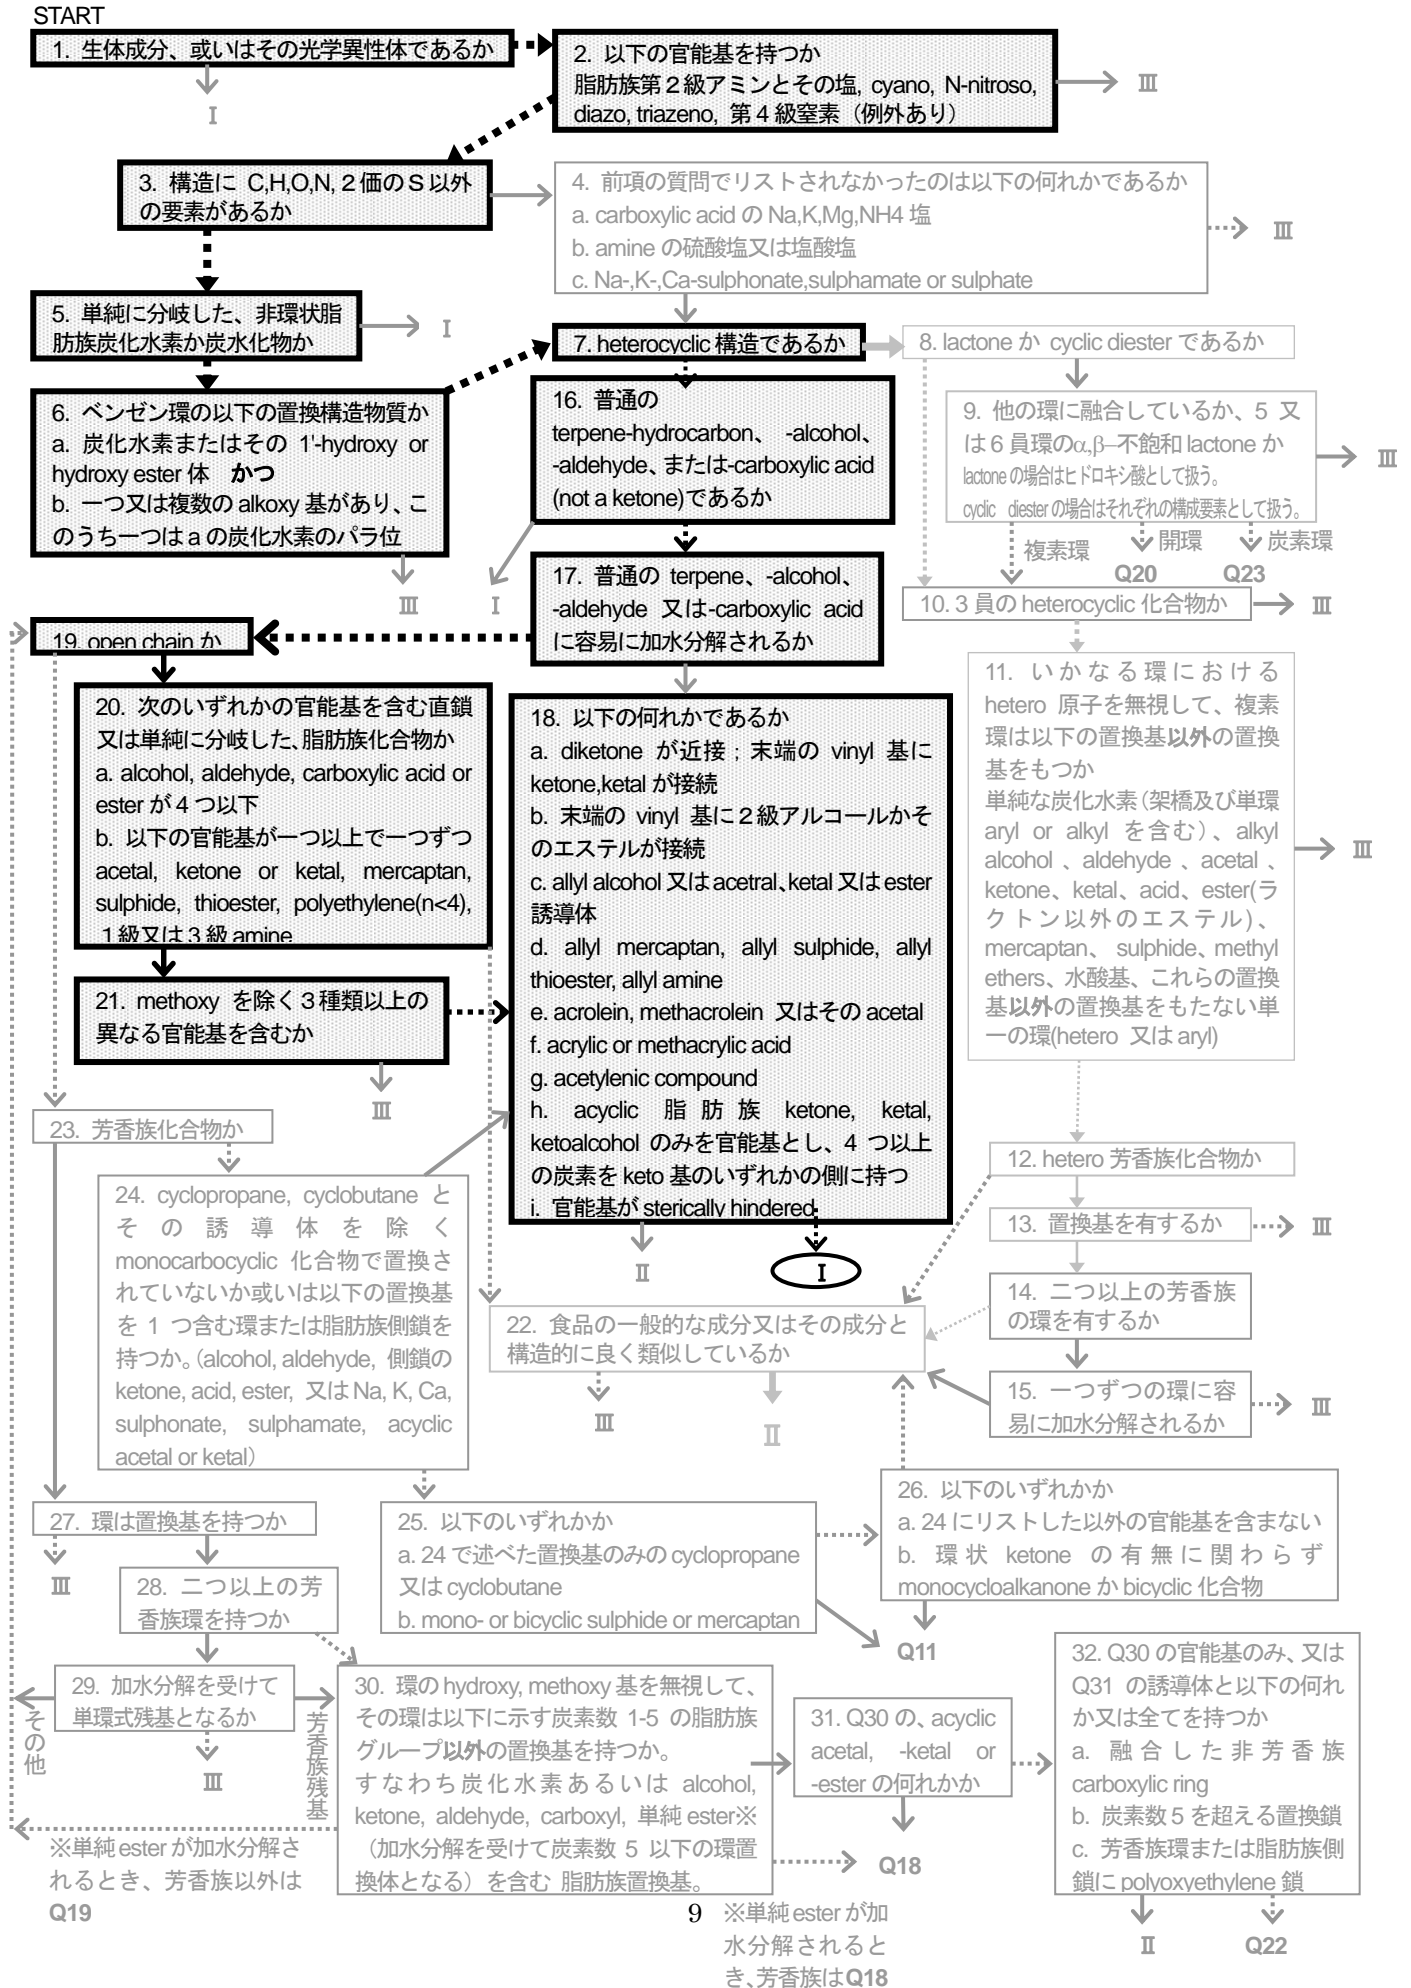 START
1. 生体成分、或いはその光学異性体であるか
I
2. 以下の官能基を持つか
脂肪族第２級アミンとその塩, cyano, N-nitroso,
diazo, triazeno, 第４級窒素（例外あり）
III
3. 構造に C,H,O,N,２価のＳ以外
の要素があるか
4. 前項の質問でリストされなかったのは以下の何れかであるか
a. carboxylic acid の Na,K,Mg,NH4 塩
b. amine の硫酸塩又は塩酸塩
c. Na-,K-,Ca-sulphonate,sulphamate or sulphate
III
5. 単純に分岐した、非環状脂
肪族炭化水素か炭水化物か
I
6. ベンゼン環の以下の置換構造物質か
a. 炭化水素またはその 1'-hydroxy or
hydroxy ester 体 かつ
b. 一つ又は複数の alkoxy 基があり、こ
のうち一つは a の炭化水素のパラ位
III
7. heterocyclic 構造であるか
8. lactone か cyclic diester であるか
9. 他の環に融合しているか、5 又
は 6 員環のα,β−不飽和 lactone か
lactone の場合はヒドロキシ酸として扱う。
cyclic diester の場合はそれぞれの構成要素として扱う。
III
複素環
開環
炭素環
Q20
Q23
10. 3 員の heterocyclic 化合物か
III
16. 普通の
terpene-hydrocarbon、 -alcohol、
-aldehyde、または-carboxylic acid
(not a ketone)であるか
I
17. 普通の terpene、-alcohol、
-aldehyde 又は-carboxylic acid
に容易に加水分解されるか
19. open chain か
20. 次のいずれかの官能基を含む直鎖
又は単純に分岐した、脂肪族化合物か
a. alcohol, aldehyde, carboxylic acid or
ester が 4 つ以下
b. 以下の官能基が一つ以上で一つずつ
acetal, ketone or ketal, mercaptan,
sulphide, thioester, polyethylene(n<4),
１級又は３級 amine
21. methoxy を除く３種類以上の
異なる官能基を含むか
III
18. 以下の何れかであるか
a. diketone が近接；末端の vinyl 基に
ketone,ketal が接続
b. 末端の vinyl 基に２級アルコールかそ
のエステルが接続
c. allyl alcohol 又は acetral、ketal 又は ester
誘導体
d. allyl mercaptan, allyl sulphide, allyl
thioester, allyl amine
e. acrolein, methacrolein 又はその acetal
f. acrylic or methacrylic acid
g. acetylenic compound
h. acyclic 脂肪族 ketone, ketal,
ketoalcohol のみを官能基とし、4 つ以上
の炭素を keto 基のいずれかの側に持つ
i. 官能基が sterically hindered
II
I
11. いかなる環における
hetero 原子を無視して、複素
環は以下の置換基以外の置換
基をもつか
単純な炭化水素（架橋及び単環
aryl or alkyl を含む）、alkyl
alcohol、aldehyde、acetal、
ketone、ketal、acid、ester(ラ
クトン以外のエステル)、
mercaptan、 sulphide、methyl
ethers、水酸基、これらの置換
基以外の置換基をもたない単
一の環(hetero 又は aryl)
III
12. hetero 芳香族化合物か
13. 置換基を有するか
III
14. 二つ以上の芳香族
の環を有するか
15. 一つずつの環に容
易に加水分解されるか
III
22. 食品の一般的な成分又はその成分と
構造的に良く類似しているか
III
II
23. 芳香族化合物か
24. cyclopropane, cyclobutane と
その誘導体を除く
monocarbocyclic 化合物で置換さ
れていないか或いは以下の置換基
を 1 つ含む環または脂肪族側鎖を
持つか。（alcohol, aldehyde, 側鎖の
ketone, acid, ester, 又は Na, K, Ca,
sulphonate, sulphamate, acyclic
acetal or ketal）
25. 以下のいずれかか
a. 24 で述べた置換基のみの cyclopropane
又は cyclobutane
b. mono- or bicyclic sulphide or mercaptan
26. 以下のいずれかか
a. 24 にリストした以外の官能基を含まない
b. 環状 ketone の有無に関わらず
monocycloalkanone か bicyclic 化合物
Q11
27. 環は置換基を持つか
III
28. 二つ以上の芳
香族環を持つか
29. 加水分解を受けて
単環式残基となるか
その他
芳香族残基
III
30. 環の hydroxy, methoxy 基を無視して、
その環は以下に示す炭素数 1-5 の脂肪族
グループ以外の置換基を持つか。
すなわち炭化水素あるいは alcohol,
ketone, aldehyde, carboxyl, 単純 ester※
（加水分解を受けて炭素数 5 以下の環置
換体となる）を含む 脂肪族置換基。
31. Q30 の、acyclic
acetal, -ketal or
-ester の何れかか
Q18
32. Q30 の官能基のみ、又は
Q31 の誘導体と以下の何れ
か又は全てを持つか
a. 融合した非芳香族
carboxylic ring
b. 炭素数 5 を超える置換鎖
c. 芳香族環または脂肪族側
鎖に polyoxyethylene 鎖
II
Q22
※単純 ester が加水分解さ
れるとき、芳香族以外は
Q19
9
※単純 ester が加
水分解されると
き、芳香族は Q18